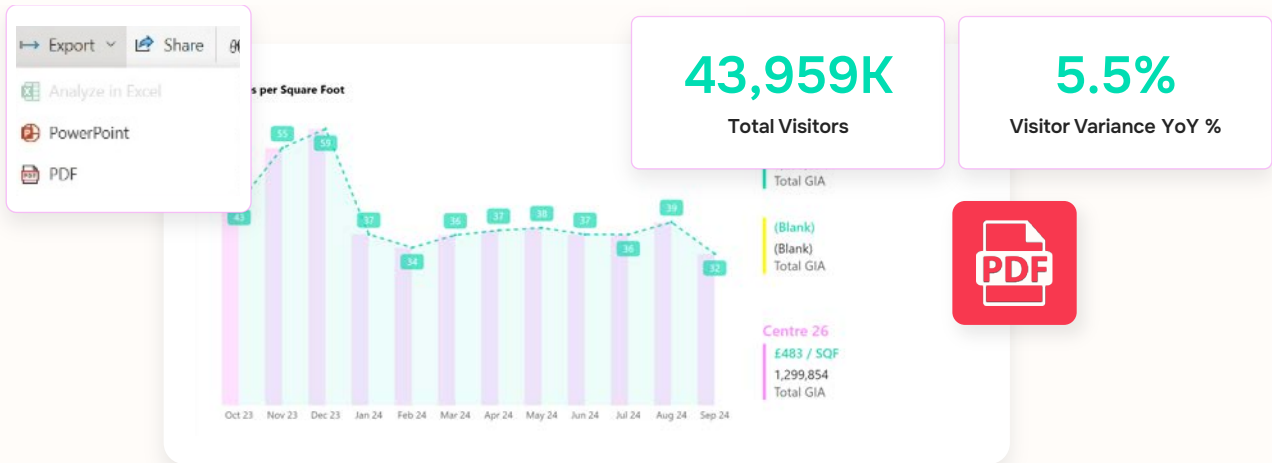 Export
Share
Analyze in Excel
PowerPoint
PDF
43,959K
Total Visitors
5.5%
Visitor Variance YoY %
s per Square Foot
43
55
59
37
34
36
37
38
37
36
39
32
Oct 23 Nov 23 Dec 23 Jan 24 Feb 24 Mar 24 Apr 24 May 24 Jun 24 Jul 24 Aug 24 Sep 24
Total GIA
(Blank)
(Blank)
Total GIA
Centre 26
£483 / SQF
1,299,854
Total GIA
PDF